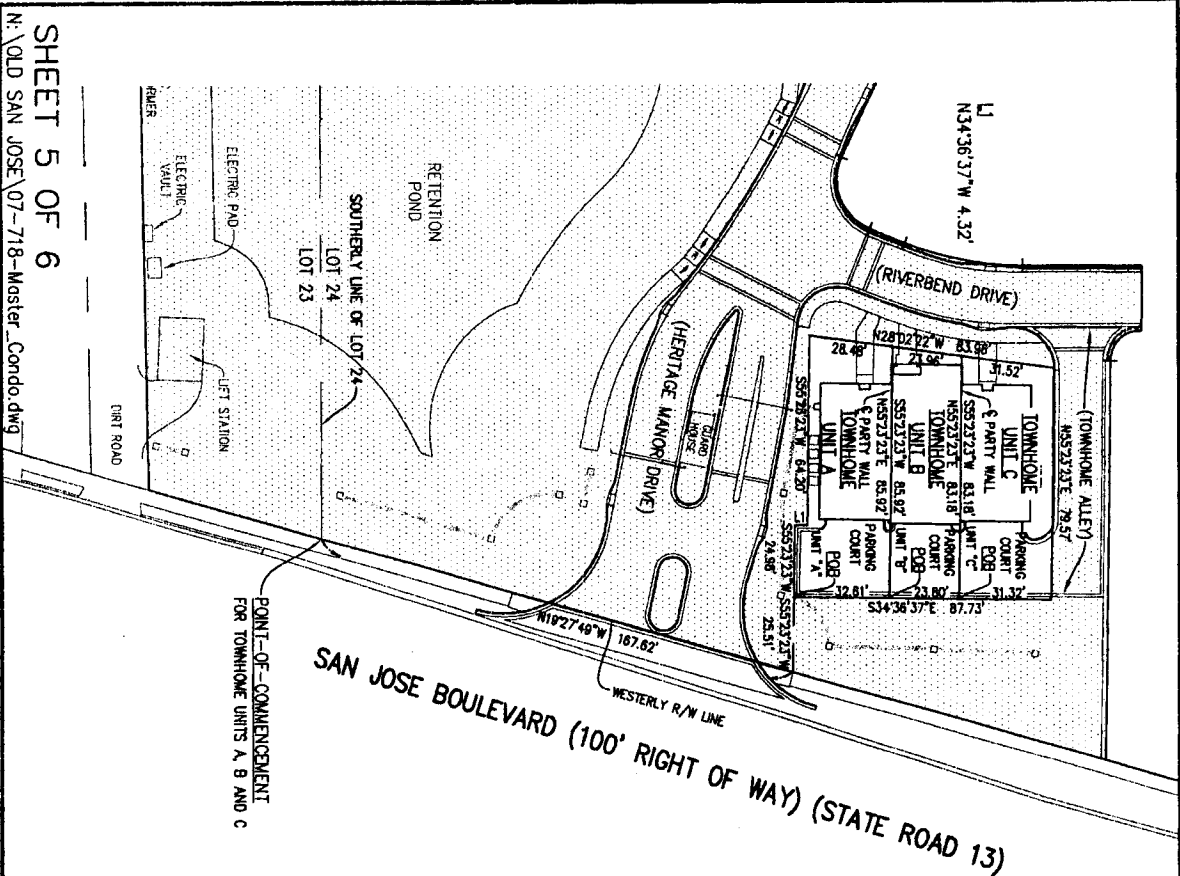 L1
N34°36'37"W 4.32'
(RIVERBEND DRIVE)
(TOWNHOME ALLEY)
N55°23'23"E 79.57'
N28°02'22"W 83.98'
28.48'
23.96'
31.52'
TOWNHOME
UNIT C
℄ PARTY WALL
S55°23'23"W 83.18'
N55°23'23"E 83.18'
TOWNHOME
UNIT B
S55°23'23"W 85.92'
N55°23'23"E 85.92'
℄ PARTY WALL
TOWNHOME
UNIT A
PARKING
COURT
UNIT "C"
POB
PARKING
COURT
UNIT "B"
POB
PARKING
COURT
UNIT "A"
POB
31.32'
23.80'
32.61'
S34°36'37"E 87.73'
64.20'
L1
S55°23'23"W
24.98'
S55°23'23"W
25.51'
RETENTION
POND
(HERITAGE MANOR DRIVE)
GUARD
HOUSE
SOUTHERLY LINE OF LOT 24
LOT 24
LOT 23
RMER
ELECTRIC PAD
ELECTRIC
VAULT
LIFT STATION
DIRT ROAD
N19°27'49"W 167.62'
WESTERLY R/W LINE
POINT-OF-COMMENCEMENT
FOR TOWNHOME UNITS A, B AND C
SAN JOSE BOULEVARD (100' RIGHT OF WAY) (STATE ROAD 13)
SHEET 5 OF 6
N:\OLD SAN JOSE\07-718-Master_Condo.dwg